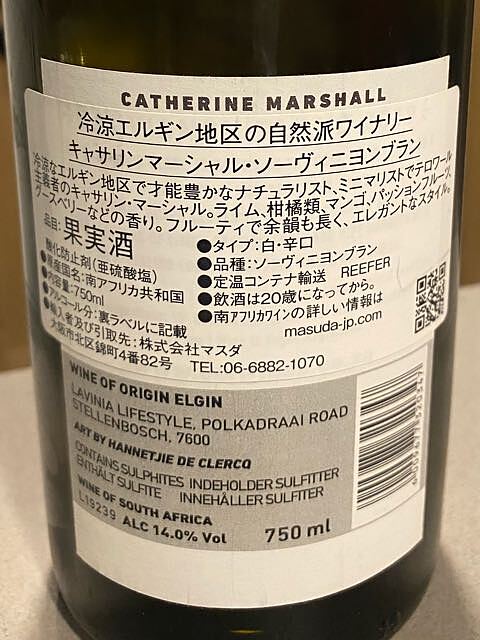 CATHERINE MARSHALL
冷涼エルギン地区の自然派ワイナリー
キャサリンマーシャル・ソーヴィニヨンブラン
冷涼なエルギン地区で才能豊かなナチュラリスト、ミニマリストでテロワール
主義者のキャサリン・マーシャル。ライム、柑橘類、マンゴ、パッションフルーツ、
グースベリーなどの香り。フルーティで余韻も長く、エレガントなスタイル。
品目:果実酒
酸化防止剤(亜硫酸塩)
●原産国名:南アフリカ共和国
●内容量:750ml
●アルコール分:裏ラベルに記載
●輸入者及び引取先:株式会社マスダ
大阪市北区錦町4番82号 TEL:06-6882-1070
●タイプ:白・辛口
●品種:ソーヴィニヨンブラン
●定温コンテナ輸送 REEFER
●飲酒は20歳になってから。
●南アフリカワインの詳しい情報は
masuda-jp.com
WINE OF ORIGIN ELGIN
LAVINIA LIFESTYLE, POLKADRAAI ROAD
STELLENBOSCH, 7600
ART BY HANNETJIE DE CLERCQ
CONTAINS SULPHITES INDEHOLDER SULFITTER
ENTHÄLT SULFITE INNEHÅLLER SULFITER
WINE OF SOUTH AFRICA
L19239 ALC 14.0% Vol 750 ml